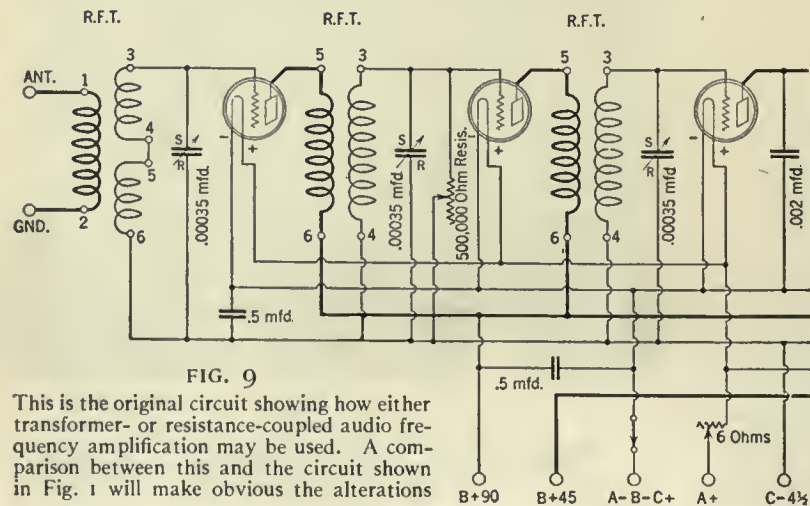 R.F.T. R.F.T. R.F.T.
3 5 3 5 3
ANT. 1
- + - + - +
S S S
4
R R R
5
.00035 mfd. .00035 mfd. 500,000 Ohm Resis. .00035 mfd. .002 mfd.
GND. 2 6 6 4 6 4
.5 mfd.
FIG. 9
.5 mfd.
This is the original circuit showing how either
transformer- or resistance-coupled audio fre-
quency amplification may be used. A com-
parison between this and the circuit shown
in Fig. 1 will make obvious the alterations
6 Ohms
B+90 B+45 A-B-C+ A+ C-4½